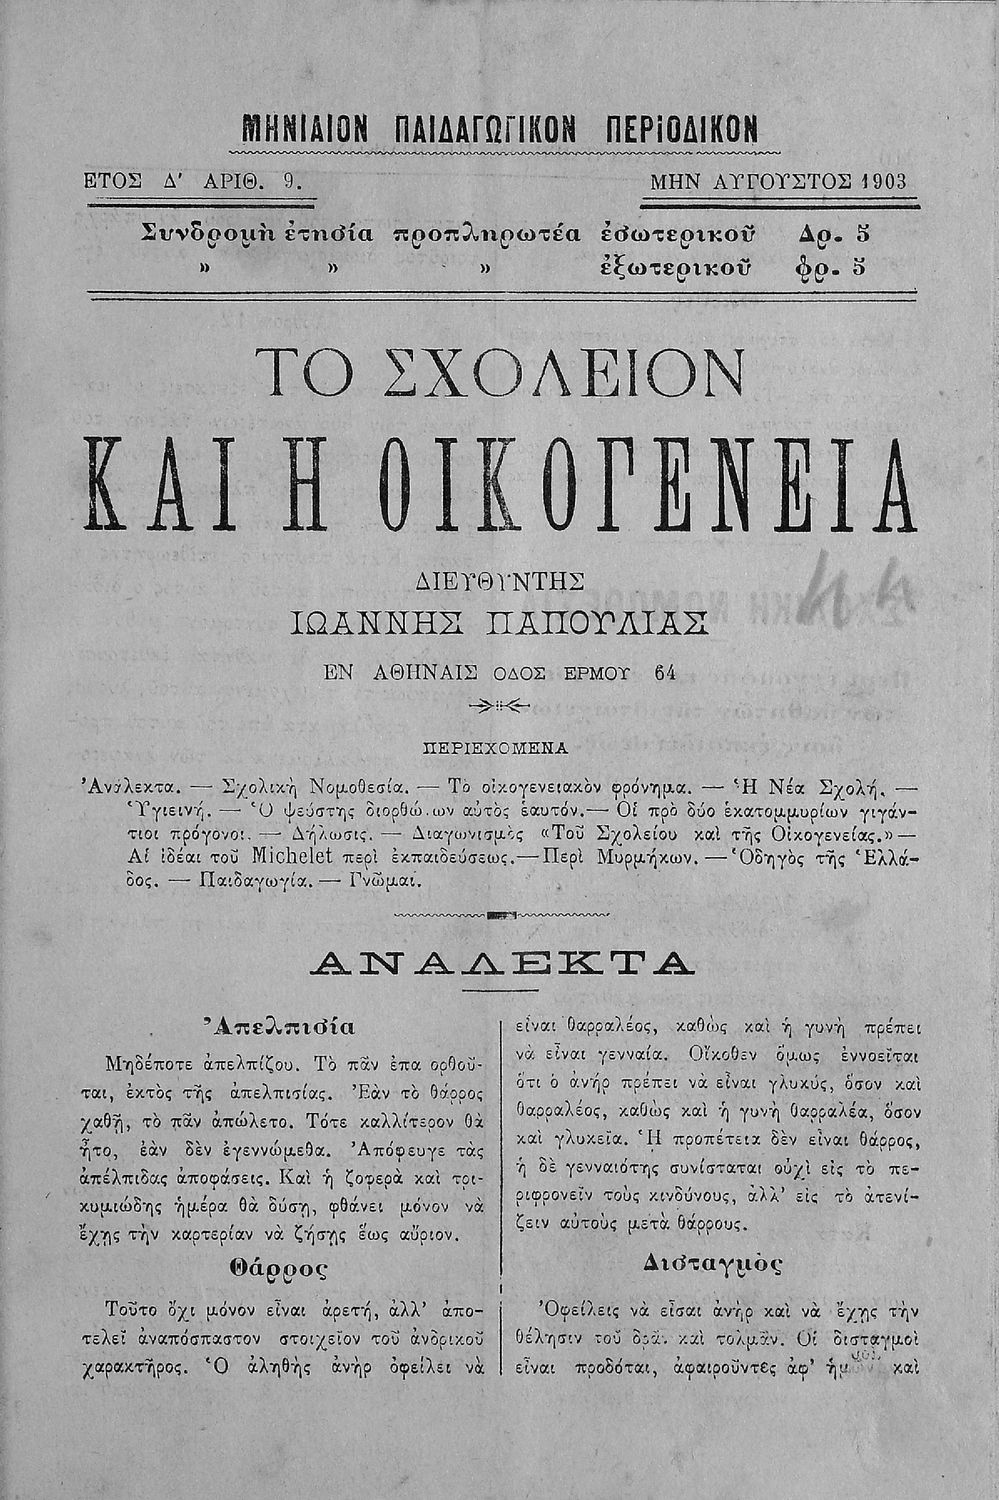 ΜΗΝΙΑΙΟΝ ΠΑΙΔΑΓΩΓΙΚΟΝ ΠΕΡΙΟΔΙΚΟΝ
ΕΤΟΣ Δ' ΑΡΙΘ. 9.
ΜΗΝ ΑΥΓΟΥΣΤΟΣ 1903
Συνδρομὴ ἐτησία προπληρωτέα ἐσωτερικοῦ Δρ. 5
» » » ἐξωτερικοῦ φρ. 5
ΤΟ ΣΧΟΛΕΙΟΝ
ΚΑΙ Η ΟΙΚΟΓΕΝΕΙΑ
ΔΙΕΥΘΥΝΤΗΣ
ΙΩΑΝΝΗΣ ΠΑΠΟΥΛΙΑΣ
ΕΝ ΑΘΗΝΑΙΣ ΟΔΟΣ ΕΡΜΟΥ 64
ΠΕΡΙΕΧΟΜΕΝΑ
Ἀνάλεκτα. — Σχολικὴ Νομοθεσία. — Τὸ οἰκογενειακὸν φρόνημα. — Ἡ Νέα Σχολή. —
Ὑγιεινή. — Ὁ ψεύστης διορθώ.ων αὐτὸς ἑαυτόν.— Οἱ πρὸ δύο ἑκατομμυρίων γιγάν-
τιοι πρόγονοι. — Δήλωσις. — Διαγωνισμὸς «Τοῦ Σχολείου καὶ τῆς Οἰκογενείας.» —
Αἱ ἰδέαι τοῦ Michelet περὶ ἐκπαιδεύσεως.— Περὶ Μυρμήκων. — Ὁδηγὸς τῆς Ἑλλά-
δος. — Παιδαγωγία. — Γνῶμαι.
ΑΝΑΛΕΚΤΑ
Ἀπελπισία
Μηδέποτε ἀπελπίζου. Τὸ πᾶν ἐπα ορθοῦ-
ται, ἐκτὸς τῆς ἀπελπισίας. Ἐὰν τὸ θάρρος
χαθῇ, τὸ πᾶν ἀπώλετο. Τότε καλλίτερον θὰ
ἦτο, ἐὰν δὲν ἐγεννώμεθα. Ἀπόφευγε τὰς
ἀπέλπιδας ἀποφάσεις. Καὶ ἡ ζοφερὰ καὶ τρι-
κυμιώδης ἡμέρα θὰ δύσῃ, φθάνει μόνον νὰ
ἔχῃς τὴν καρτερίαν νὰ ζήσῃς ἕως αὔριον.
Θάρρος
Τοῦτο ὄχι μόνον εἶναι ἀρετή, ἀλλ' ἀπο-
τελεῖ ἀναπόσπαστον στοιχεῖον τοῦ ἀνδρικοῦ
χαρακτῆρος. Ὁ ἀληθὴς ἀνὴρ ὀφείλει νὰ
εἶναι θαρραλέος, καθὼς καὶ ἡ γυνὴ πρέπει
νὰ εἶναι γενναία. Οἴκοθεν ὅμως ἐννοεῖται
ὅτι ὁ ἀνὴρ πρέπει νὰ εἶναι γλυκύς, ὅσον καὶ
θαρραλέος, καθὼς καὶ ἡ γυνὴ θαρραλέα, ὅσον
καὶ γλυκεῖα. Ἡ προπέτεια δὲν εἶναι θάρρος,
ἡ δὲ γενναιότης συνίσταται οὐχὶ εἰς τὸ πε-
ριφρονεῖν τοὺς κινδύνους, ἀλλ' εἰς τὸ ἀτενί-
ζειν αὐτοὺς μετὰ θάρρους.
Δισταγμὸς
Ὀφείλεις νὰ εἶσαι ἀνὴρ καὶ νὰ ἔχῃς τὴν
θέλησιν τοῦ δρᾶν καὶ τολμᾶν. Οἱ δισταγμοὶ
εἶναι προδόται, ἀφαιροῦντες ἀφ' καὶ